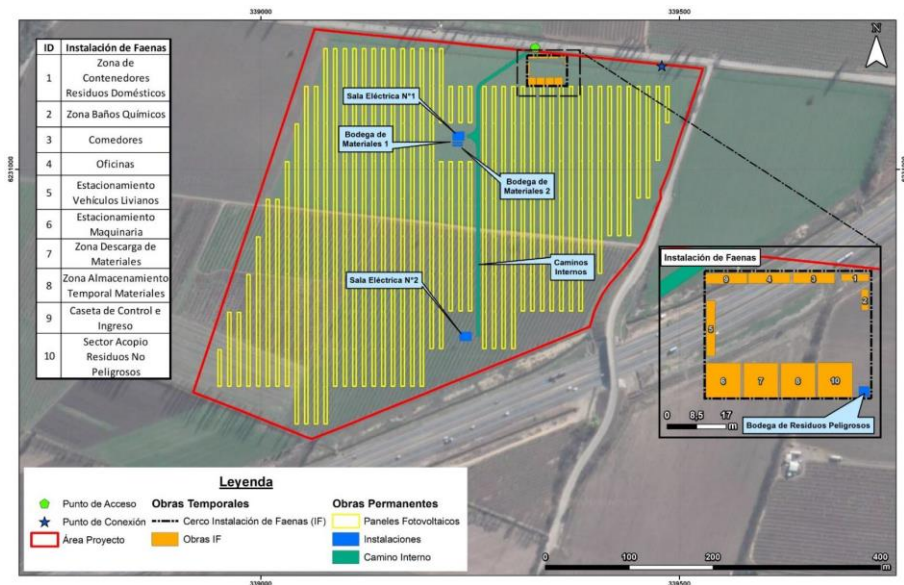 339000
339500
N
ID Instalación de Faenas
1 Zona de
Contenedores
Residuos Domésticos
2 Zona Baños Químicos
3 Comedores
4 Oficinas
5 Estacionamiento
Vehículos Livianos
6 Estacionamiento
Maquinaria
7 Zona Descarga de
Materiales
8 Zona Almacenamiento
Temporal Materiales
9 Caseta de Control e
Ingreso
10 Sector Acopio
Residuos No
Peligrosos
Sala Eléctrica N°1
Bodega de
Materiales 1
Bodega de
Materiales 2
6231000
6231000
Caminos
Internos
Sala Eléctrica N°2
Instalación de Faenas
9 4 3 1
2
5
6 7 8 10
0 8,5 17
m
Bodega de Residuos Peligrosos
Leyenda
Punto de Acceso
Punto de Conexión
Área Proyecto
Obras Temporales
Cerco Instalación de Faenas (IF)
Obras IF
Obras Permanentes
Paneles Fotovoltaicos
Instalaciones
Camino Interno
0 100 200 400
m
339000
339500